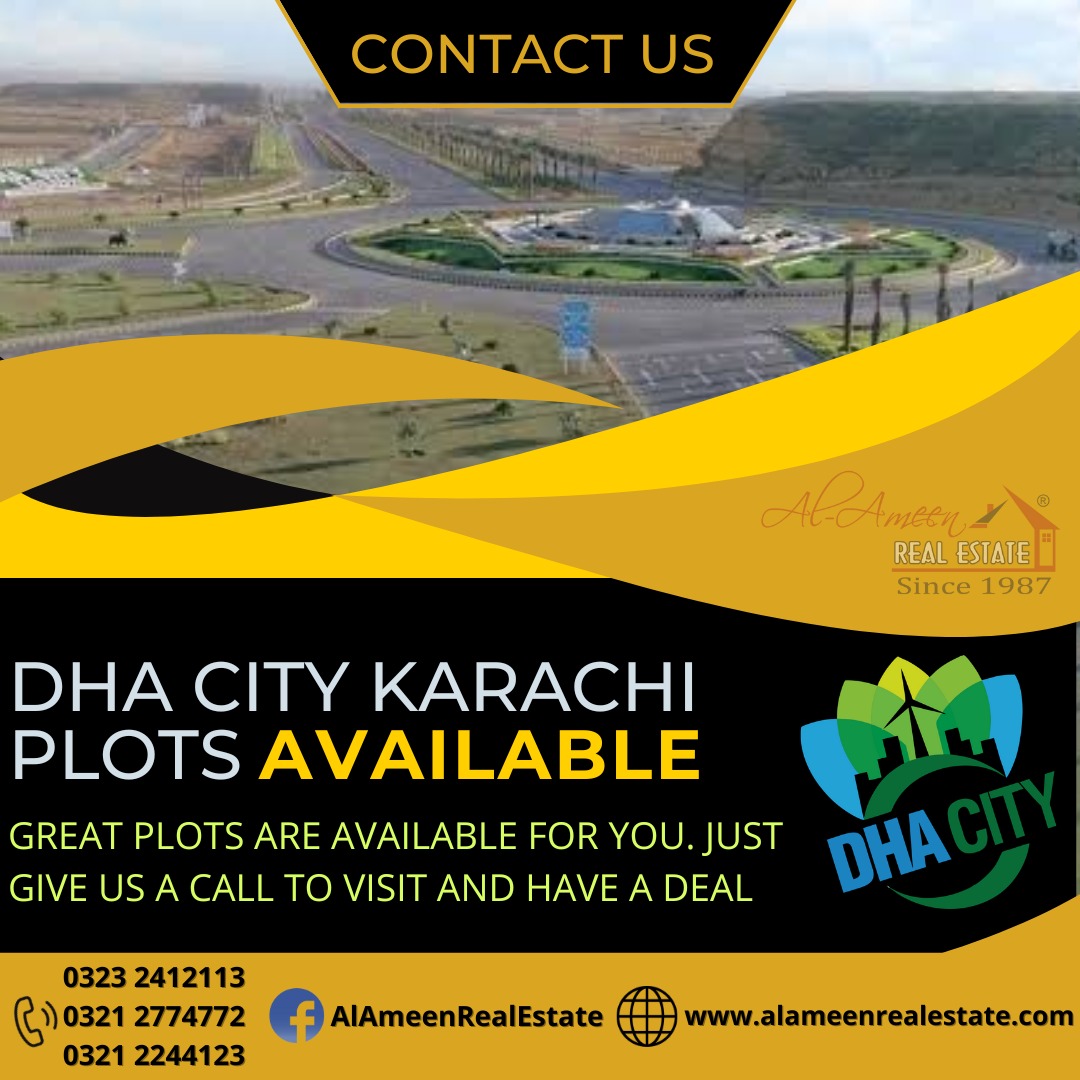 CONTACT US
Al-Ameen
®
REAL ESTATE
Since 1987
DHA CITY KARACHI
PLOTS AVAILABLE
GREAT PLOTS ARE AVAILABLE FOR YOU. JUST
GIVE US A CALL TO VISIT AND HAVE A DEAL
DHA CITY
0323 2412113
0321 2774772
0321 2244123
AlAmeenRealEstate
www.alameenrealestate.com